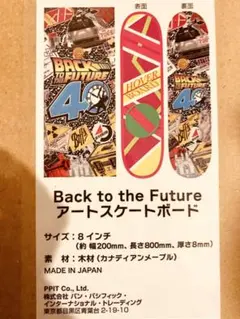 表面
裏面
BACK
TO THE FUTURE
40
HOVER
BOARD
Back to the Future
アートスケートボード
サイズ：8 インチ
(約 幅200mm、長さ800mm、厚さ8mm)
素　材：木材（カナディアンメープル）
MADE IN JAPAN
PPIT Co., Ltd.
株式会社 パン・パシフィック・
インターナショナル・トレーディング
東京都目黒区青葉台 2-19-10